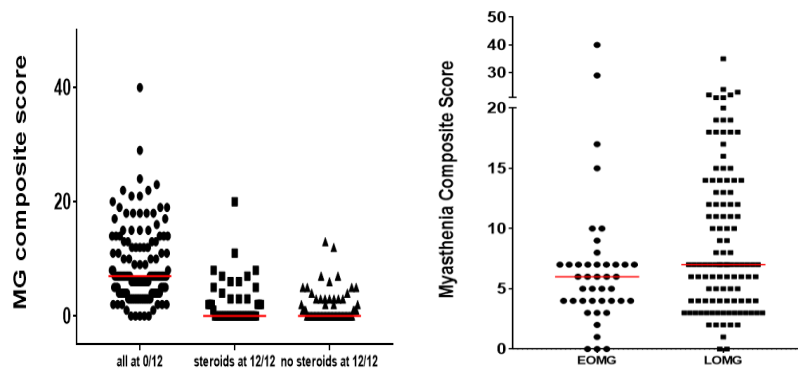 MG composite score
40
20
0
all at 0/12
steroids at 12/12
no steroids at 12/12
Myasthenia Composite Score
50
40
30
20
15
10
5
0
EOMG
LOMG